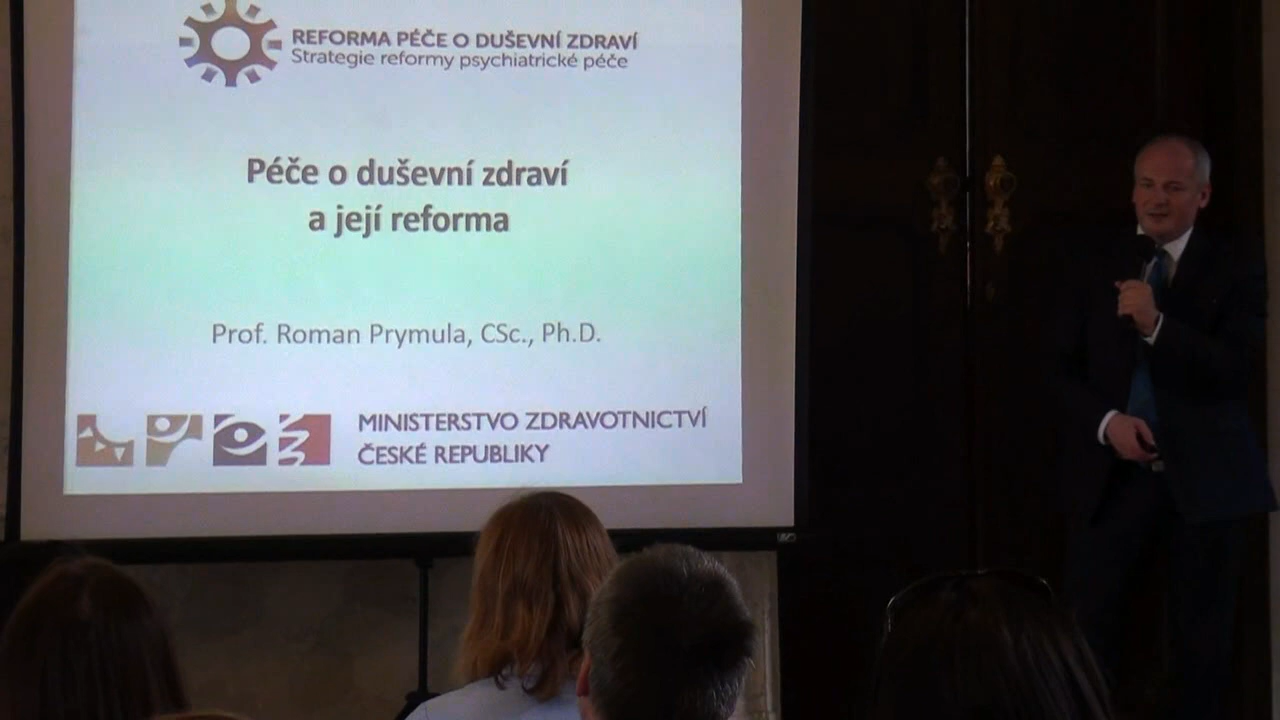 REFORMA PÉČE O DUŠEVNÍ ZDRAVÍ
Strategie reformy psychiatrické péče
Péče o duševní zdraví
a její reforma
Prof. Roman Prymula, CSc., Ph.D.
MINISTERSTVO ZDRAVOTNICTVÍ
ČESKÉ REPUBLIKY